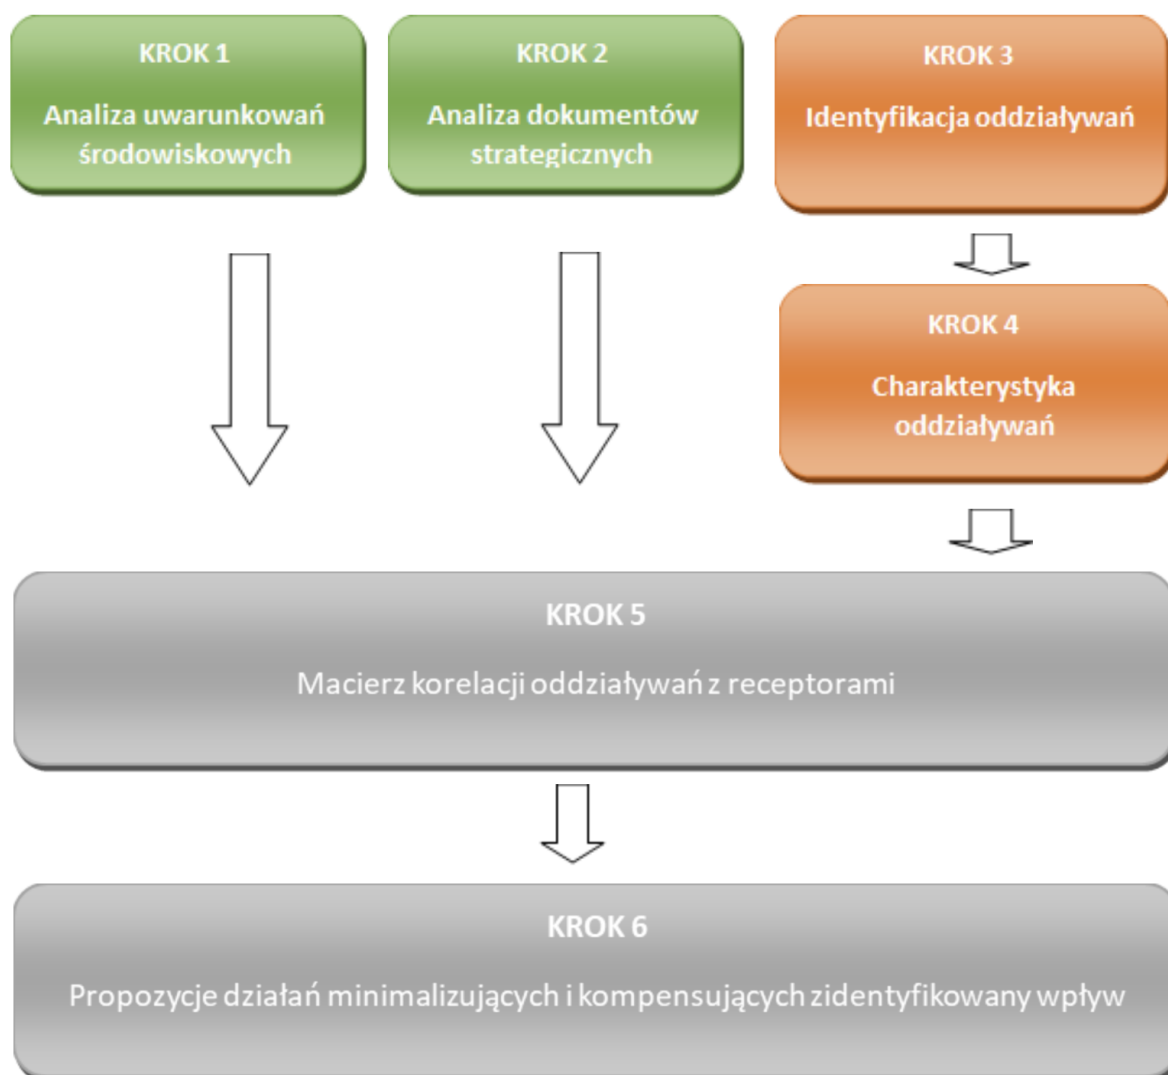 KROK 1
Analiza uwarunkowań
środowiskowych
KROK 2
Analiza dokumentów
strategicznych
KROK 3
Identyfikacja oddziaływań
KROK 4
Charakterystyka
oddziaływań
KROK 5
Macierz korelacji oddziaływań z receptorami
KROK 6
Propozycje działań minimalizujących i kompensujących zidentyfikowany wpływ